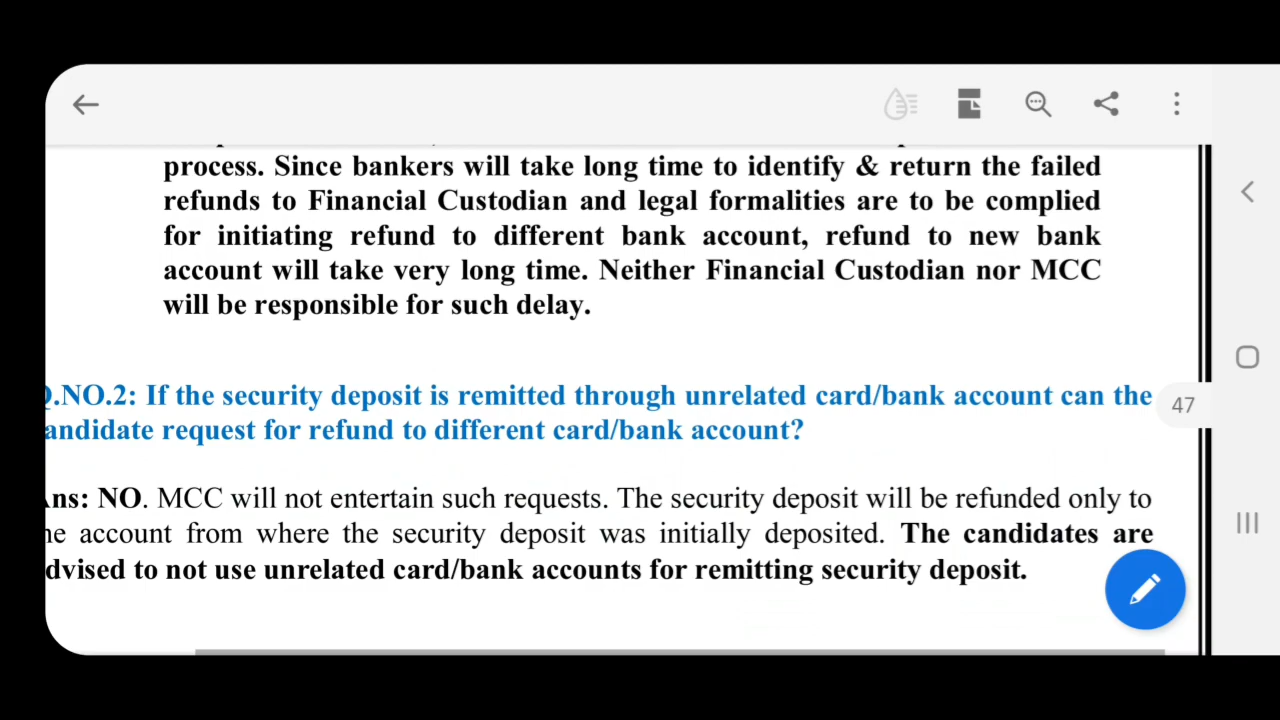 process. Since bankers will take long time to identify & return the failed
refunds to Financial Custodian and legal formalities are to be complied
for initiating refund to different bank account, refund to new bank
account will take very long time. Neither Financial Custodian nor MCC
will be responsible for such delay.
.NO.2: If the security deposit is remitted through unrelated card/bank account can the
47
andidate request for refund to different card/bank account?
ns: NO. MCC will not entertain such requests. The security deposit will be refunded only to
he account from where the security deposit was initially deposited. The candidates are
dvised to not use unrelated card/bank accounts for remitting security deposit.